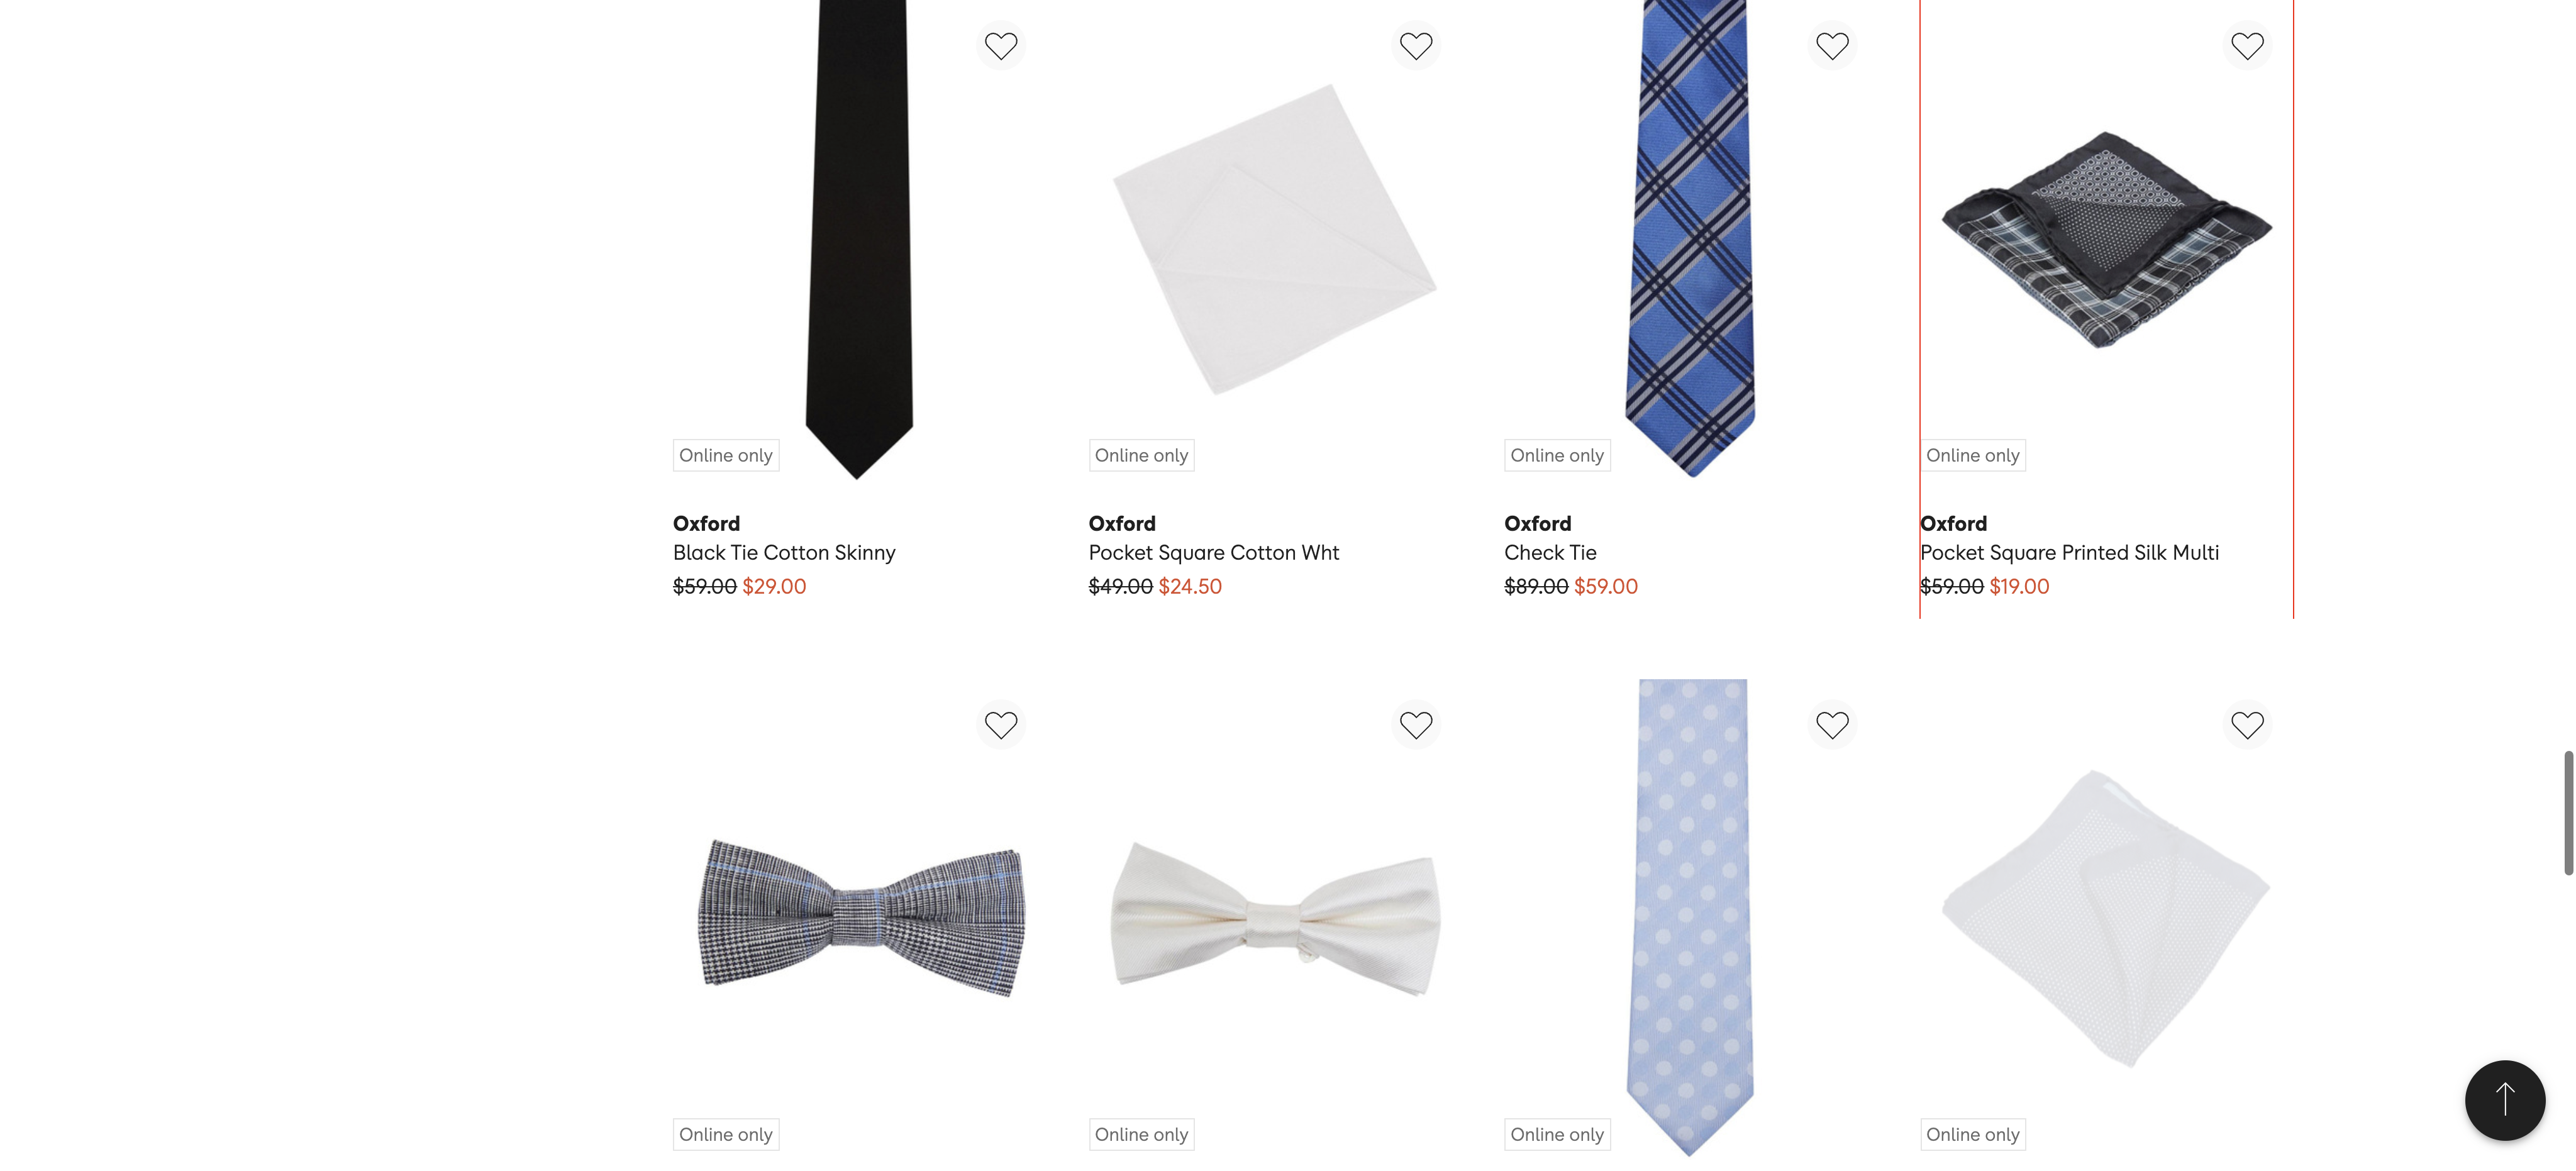 Online only
Online only
Online only
Online only
Oxford
Black Tie Cotton Skinny
$59.00 $29.00
Oxford
Pocket Square Cotton Wht
$49.00 $24.50
Oxford
Check Tie
$89.00 $59.00
Oxford
Pocket Square Printed Silk Multi
$59.00 $19.00
Online only
Online only
Online only
Online only